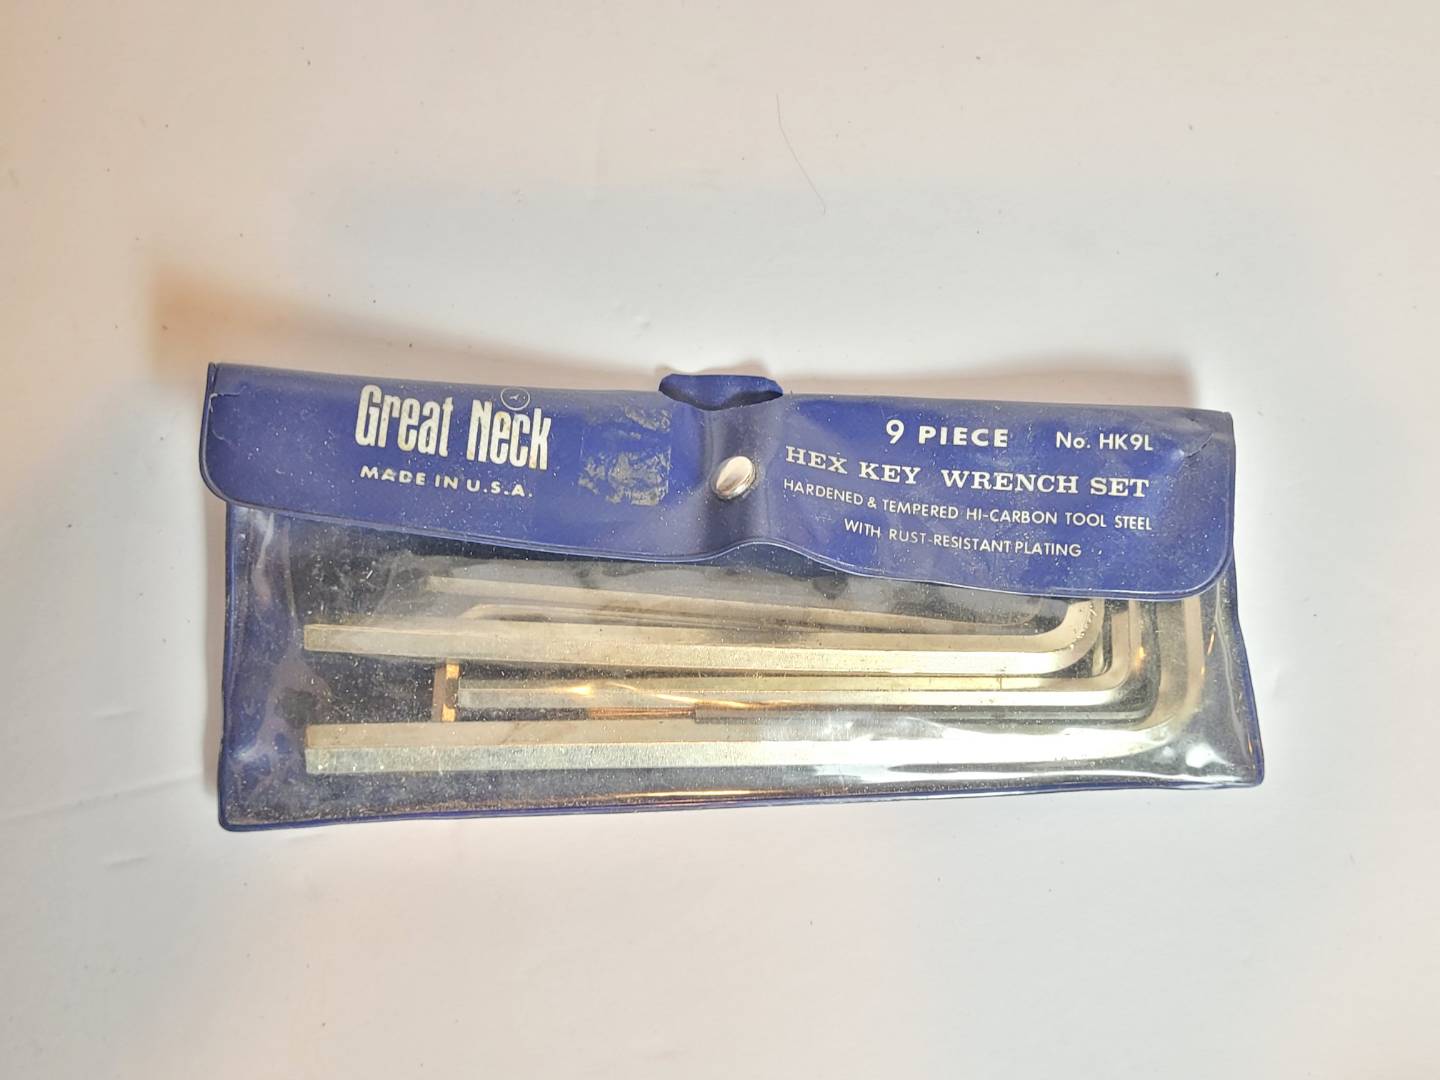 Great Neck
MADE IN U.S.A.
9 PIECE No. HK9L
HEX KEY WRENCH SET
HARDENED & TEMPERED HI-CARBON TOOL STEEL
WITH RUST-RESISTANT PLATING